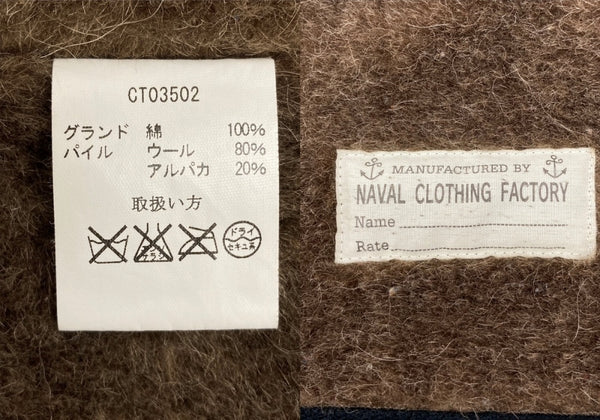 CT03502
グランド 綿 100%
パイル ウール 80%
アルパカ 20%
取扱い方
ドライ
セキユ系
MANUFACTURED BY
NAVAL CLOTHING FACTORY
Name
Rate